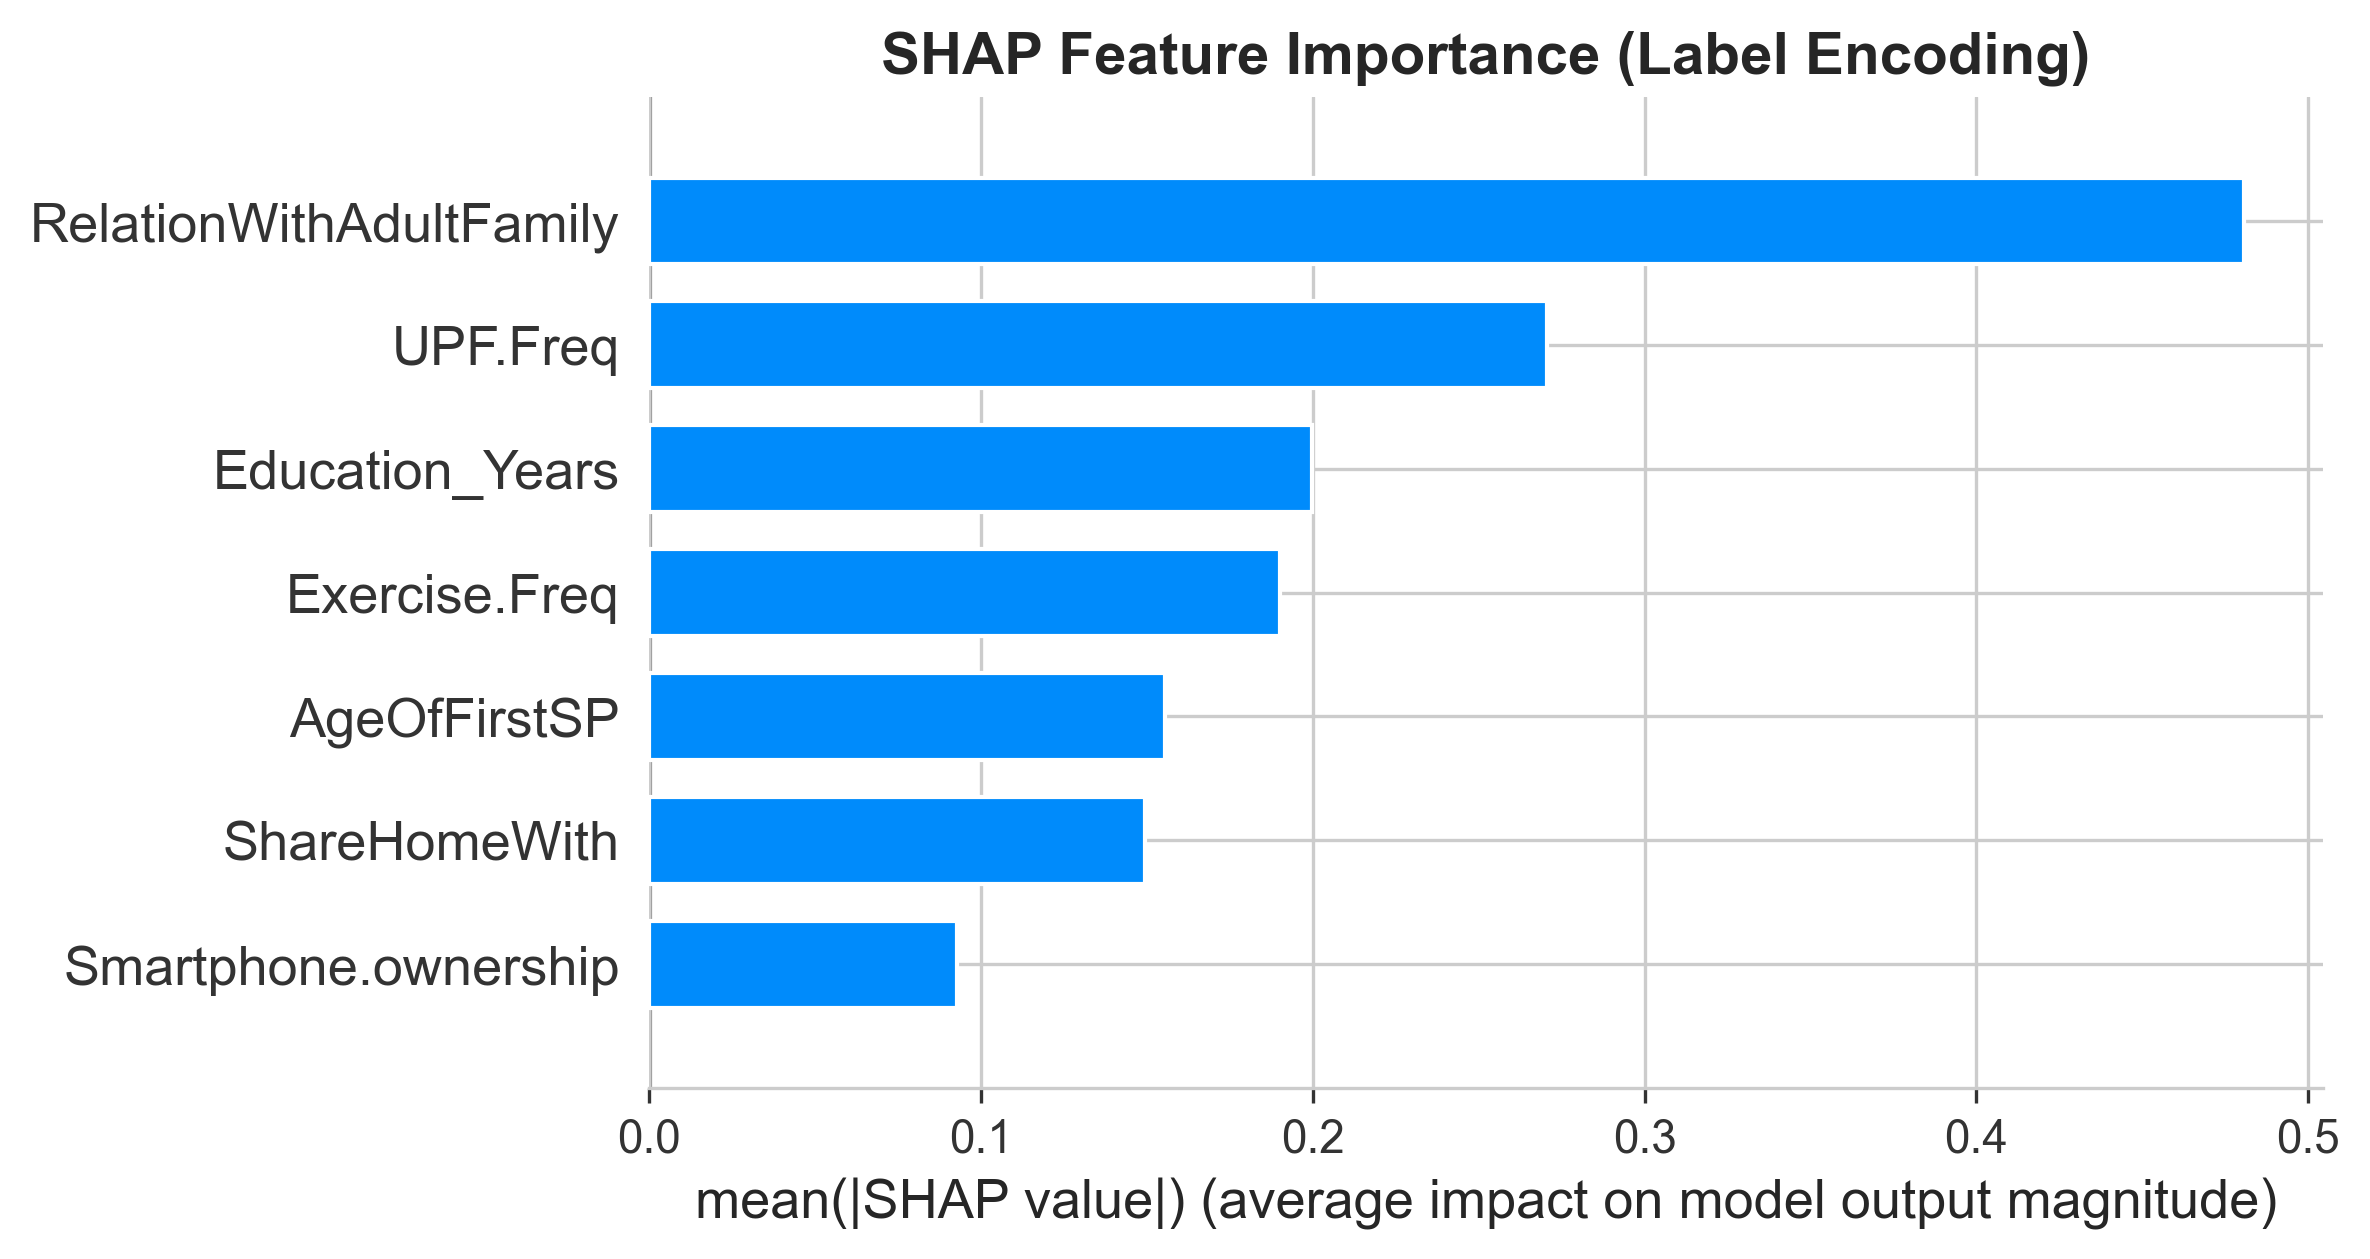 SHAP Feature Importance (Label Encoding)
RelationWithAdultFamily
UPF.Freq
Education_Years
Exercise.Freq
AgeOfFirstSP
ShareHomeWith
Smartphone.ownership
0.0 0.1 0.2 0.3 0.4 0.5
mean(|SHAP value|) (average impact on model output magnitude)